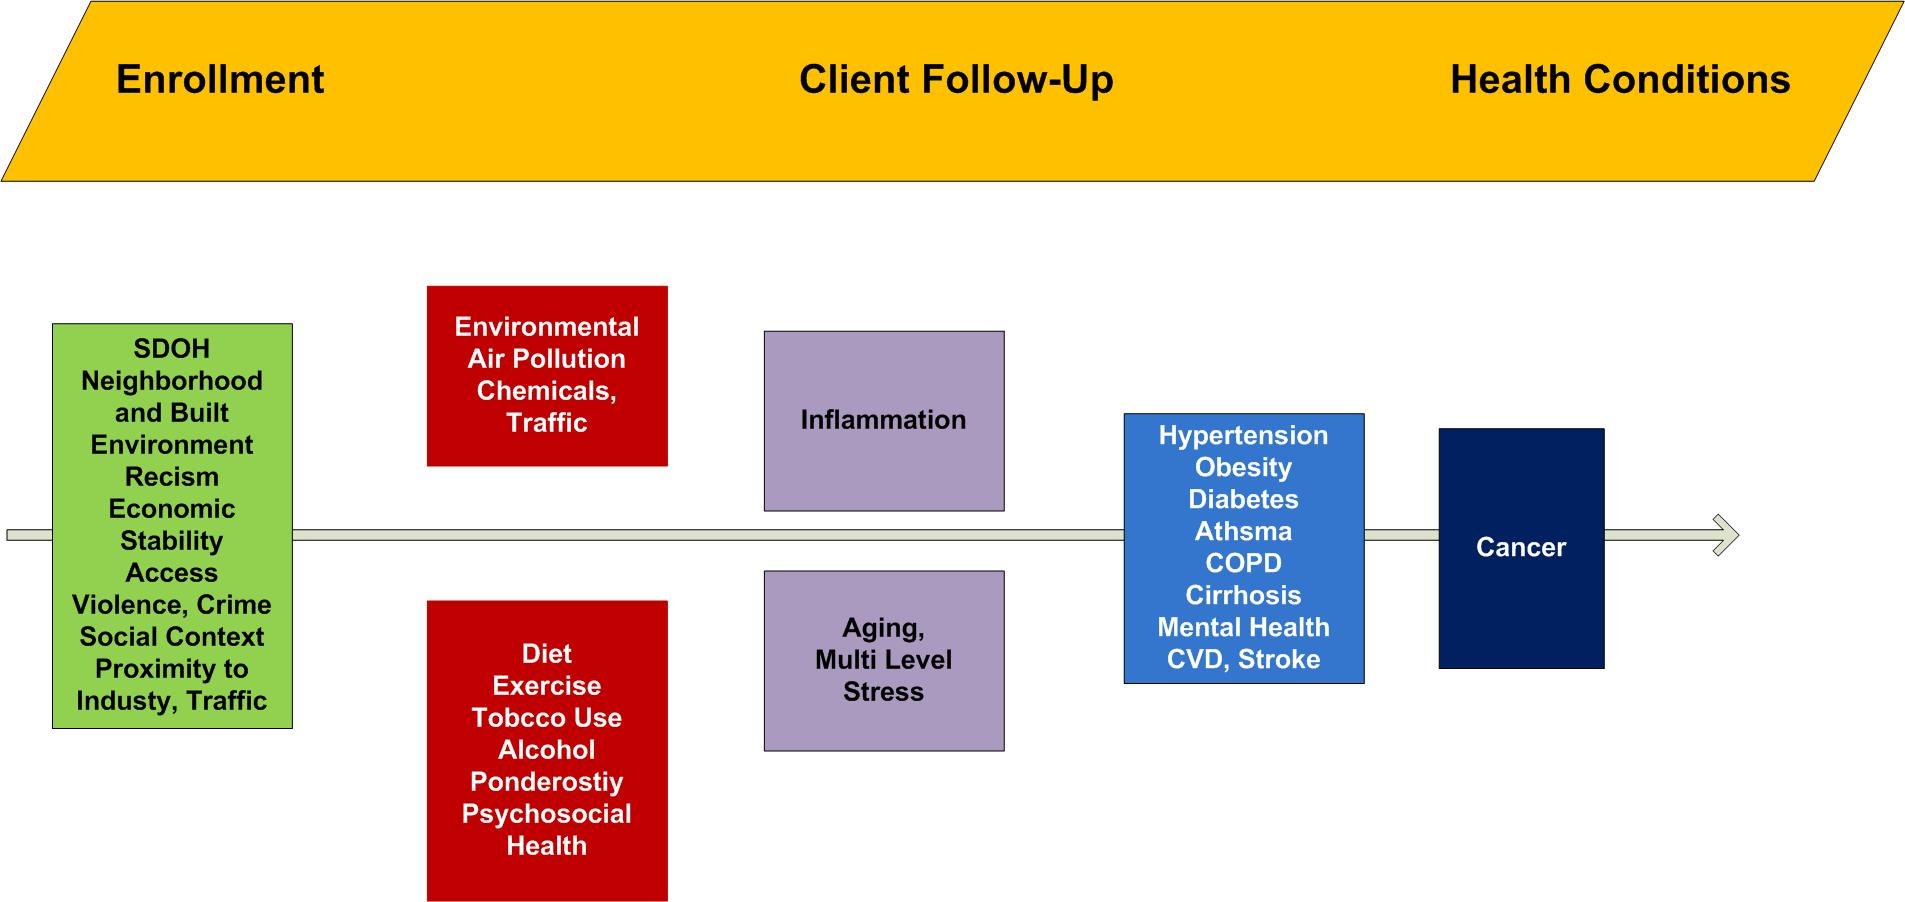 Enrollment
Client Follow-Up
Health Conditions
SDOH
Neighborhood
and Built
Environment
Recism
Economic
Stability
Access
Violence, Crime
Social Context
Proximity to
Industy, Traffic
Environmental
Air Pollution
Chemicals,
Traffic
Diet
Exercise
Tobcco Use
Alcohol
Ponderostiy
Psychosocial
Health
Inflammation
Aging,
Multi Level
Stress
Hypertension
Obesity
Diabetes
Athsma
COPD
Cirrhosis
Mental Health
CVD, Stroke
Cancer